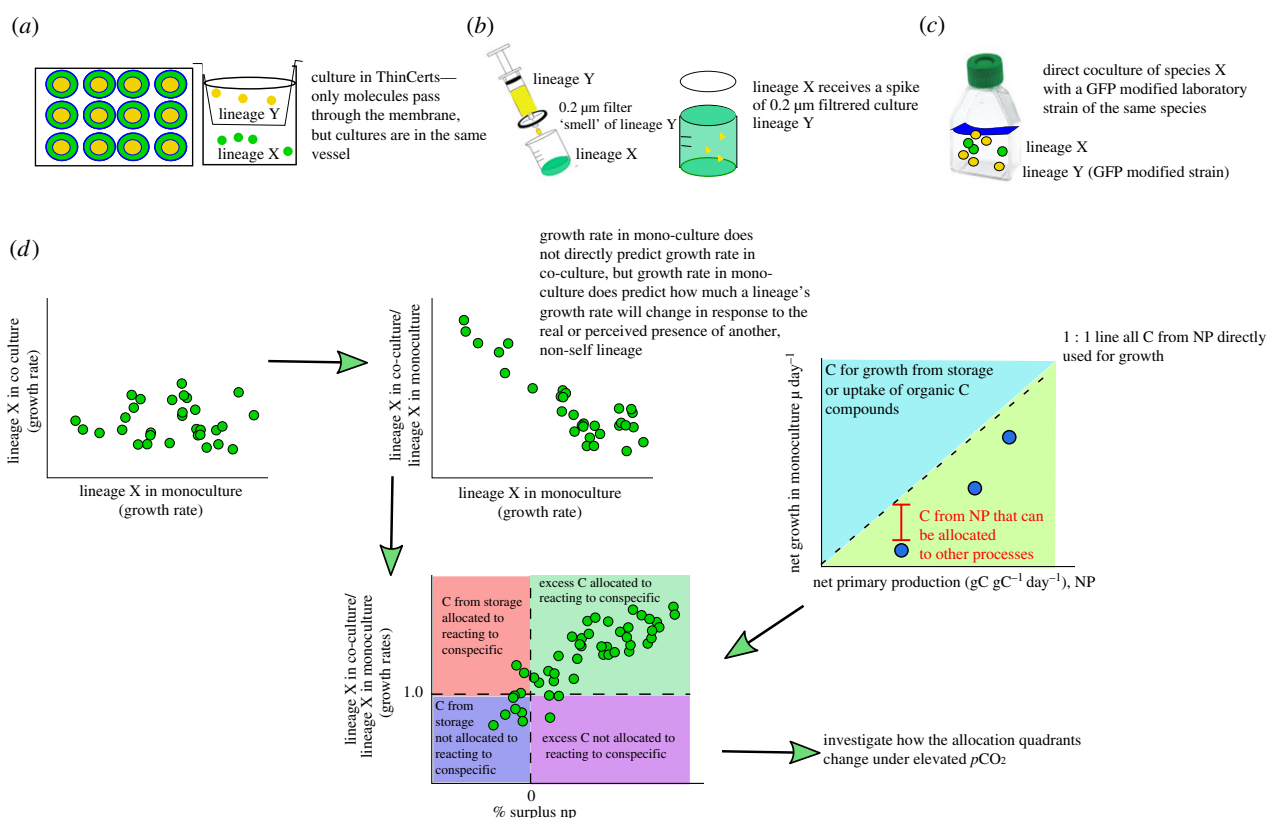 (a)
culture in ThinCerts—
only molecules pass
through the membrane,
but cultures are in the same
vessel
lineage Y
lineage X
(b)
lineage Y
0.2 µm filter
‘smell’ of lineage Y
lineage X
lineage X receives a spike
of 0.2 µm filtrered culture
lineage Y
(c)
direct coculture of species X
with a GFP modified laboratory
strain of the same species
lineage X
lineage Y (GFP modified strain)
(d)
lineage X in co culture
(growth rate)
lineage X in monoculture
(growth rate)
growth rate in mono-culture does
not directly predict growth rate in
co-culture, but growth rate in mono-
culture does predict how much a lineage’s
growth rate will change in response to the
real or perceived presence of another,
non-self lineage
lineage X in co-culture/
lineage X in monoculture
lineage X in monoculture
(growth rate)
1 : 1 line all C from NP directly
used for growth
net growth in monoculture µ day⁻¹
C for growth from storage
or uptake of organic C
compounds
C from NP that can
be allocated
to other processes
net primary production (gC gC⁻¹ day⁻¹), NP
lineage X in co-culture/
lineage X in monoculture
(growth rates)
1.0
C from storage
allocated to
reacting to
conspecific
excess C allocated to
reacting to conspecific
C from
storage
not allocated to
reacting to
conspecific
excess C not allocated to
reacting to conspecific
0
% surplus np
investigate how the allocation quadrants
change under elevated pCO₂